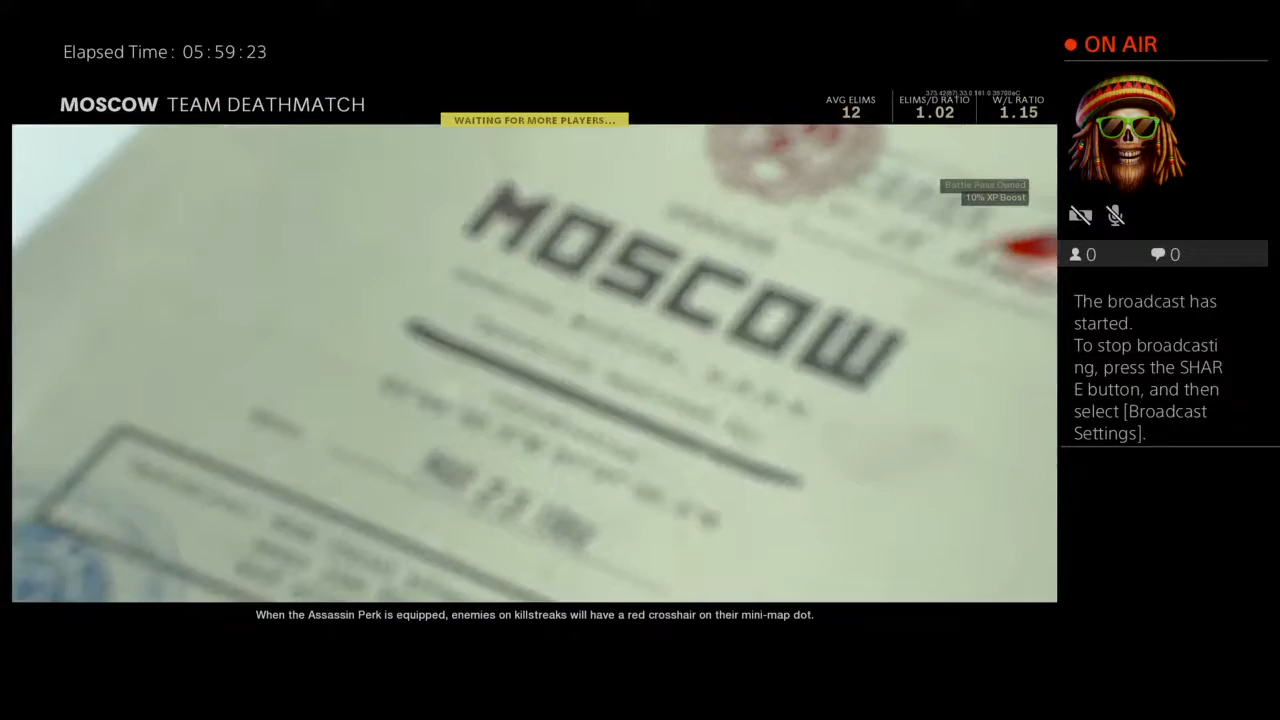 Elapsed Time: 05:59:23
ON AIR
MOSCOW TEAM DEATHMATCH
AVG ELIMS
12
ELIMS/D RATIO
1.02
W/L RATIO
1.15
WAITING FOR MORE PLAYERS...
Battle Pass Owned
10% XP Boost
MOSCOW
0
0
The broadcast has
started.
To stop broadcasti
ng, press the SHAR
E button, and then
select [Broadcast
Settings].
When the Assassin Perk is equipped, enemies on killstreaks will have a red crosshair on their mini-map dot.